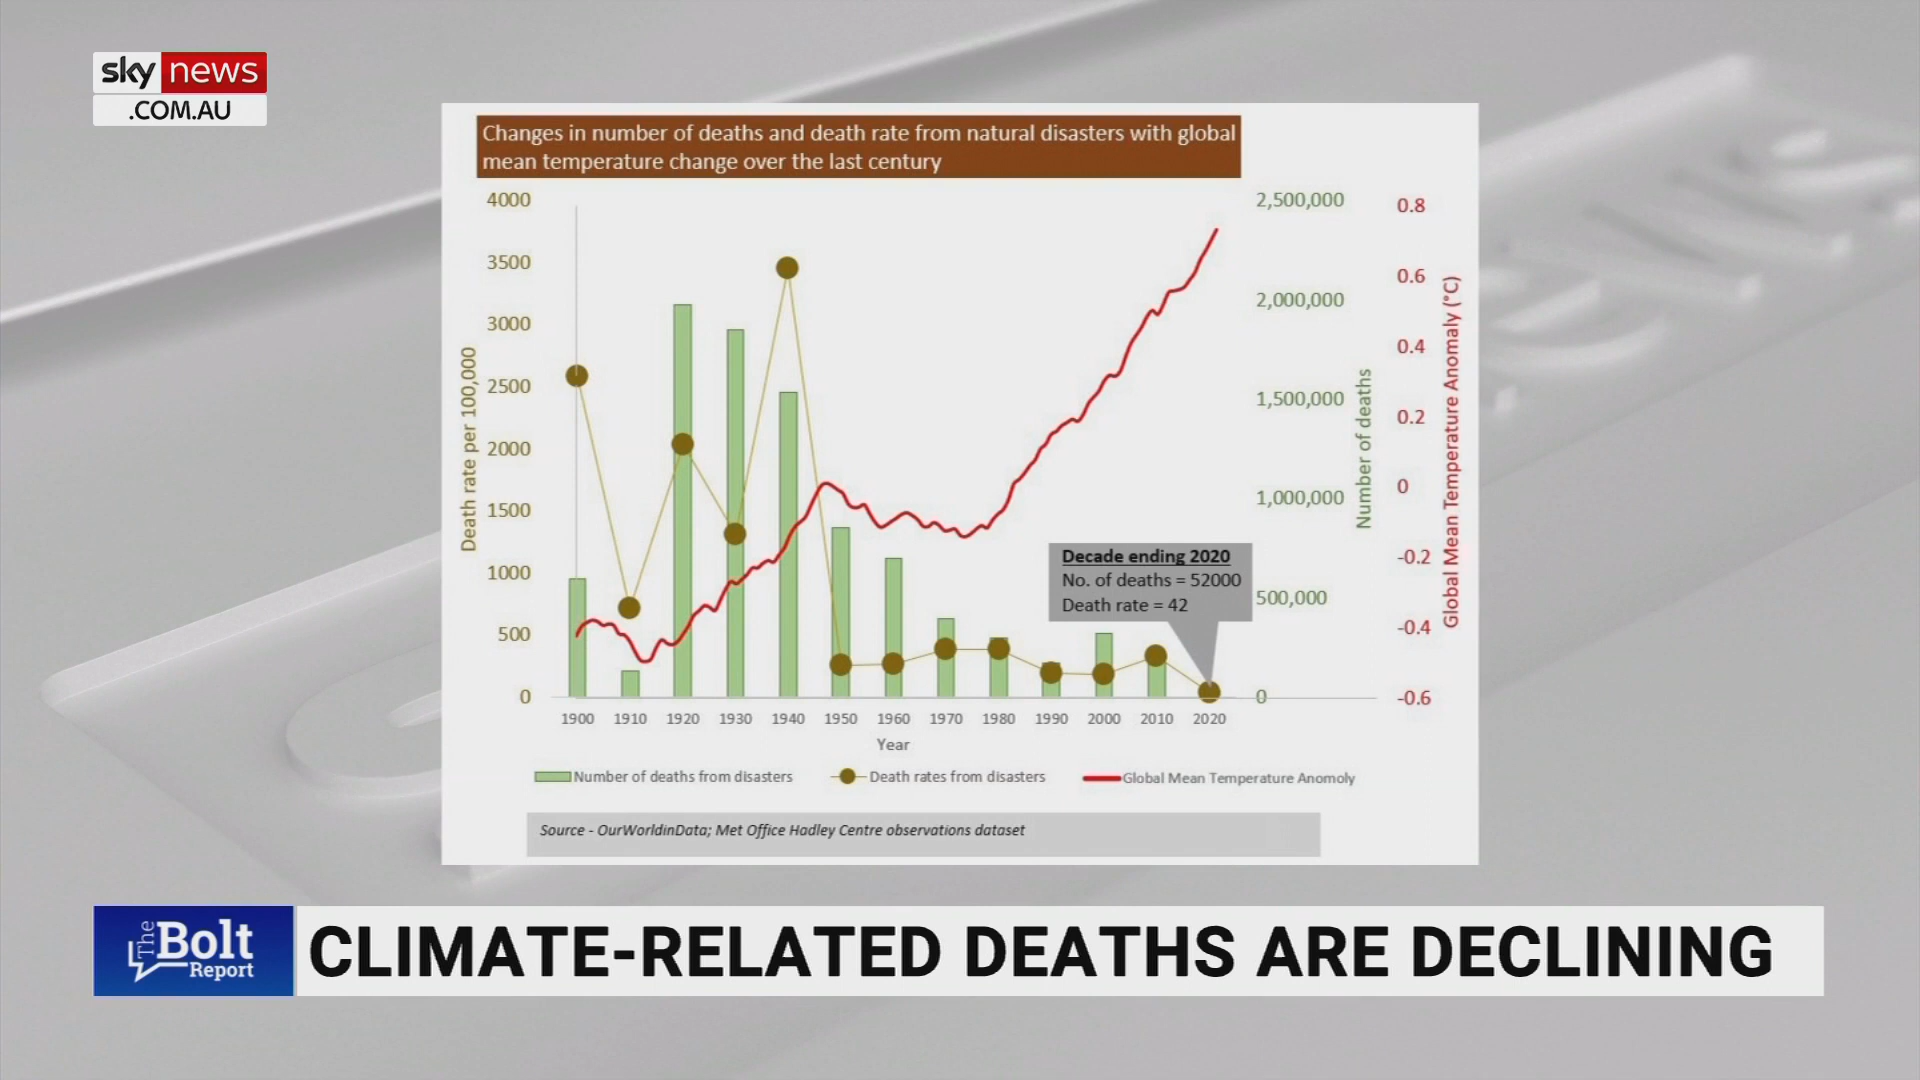 sky news
.COM.AU
Changes in number of deaths and death rate from natural disasters with global
mean temperature change over the last century
4000
3500
3000
2500
2000
1500
1000
500
0
Death rate per 100,000
2,500,000
2,000,000
1,500,000
1,000,000
500,000
0
Number of deaths
0.8
0.6
0.4
0.2
0
-0.2
-0.4
-0.6
Global Mean Temperature Anomaly (°C)
Decade ending 2020
No. of deaths = 52000
Death rate = 42
1900 1910 1920 1930 1940 1950 1960 1970 1980 1990 2000 2010 2020
Year
Number of deaths from disasters
Death rates from disasters
Global Mean Temperature Anomoly
Source - OurWorldinData; Met Office Hadley Centre observations dataset
The Bolt Report
CLIMATE-RELATED DEATHS ARE DECLINING